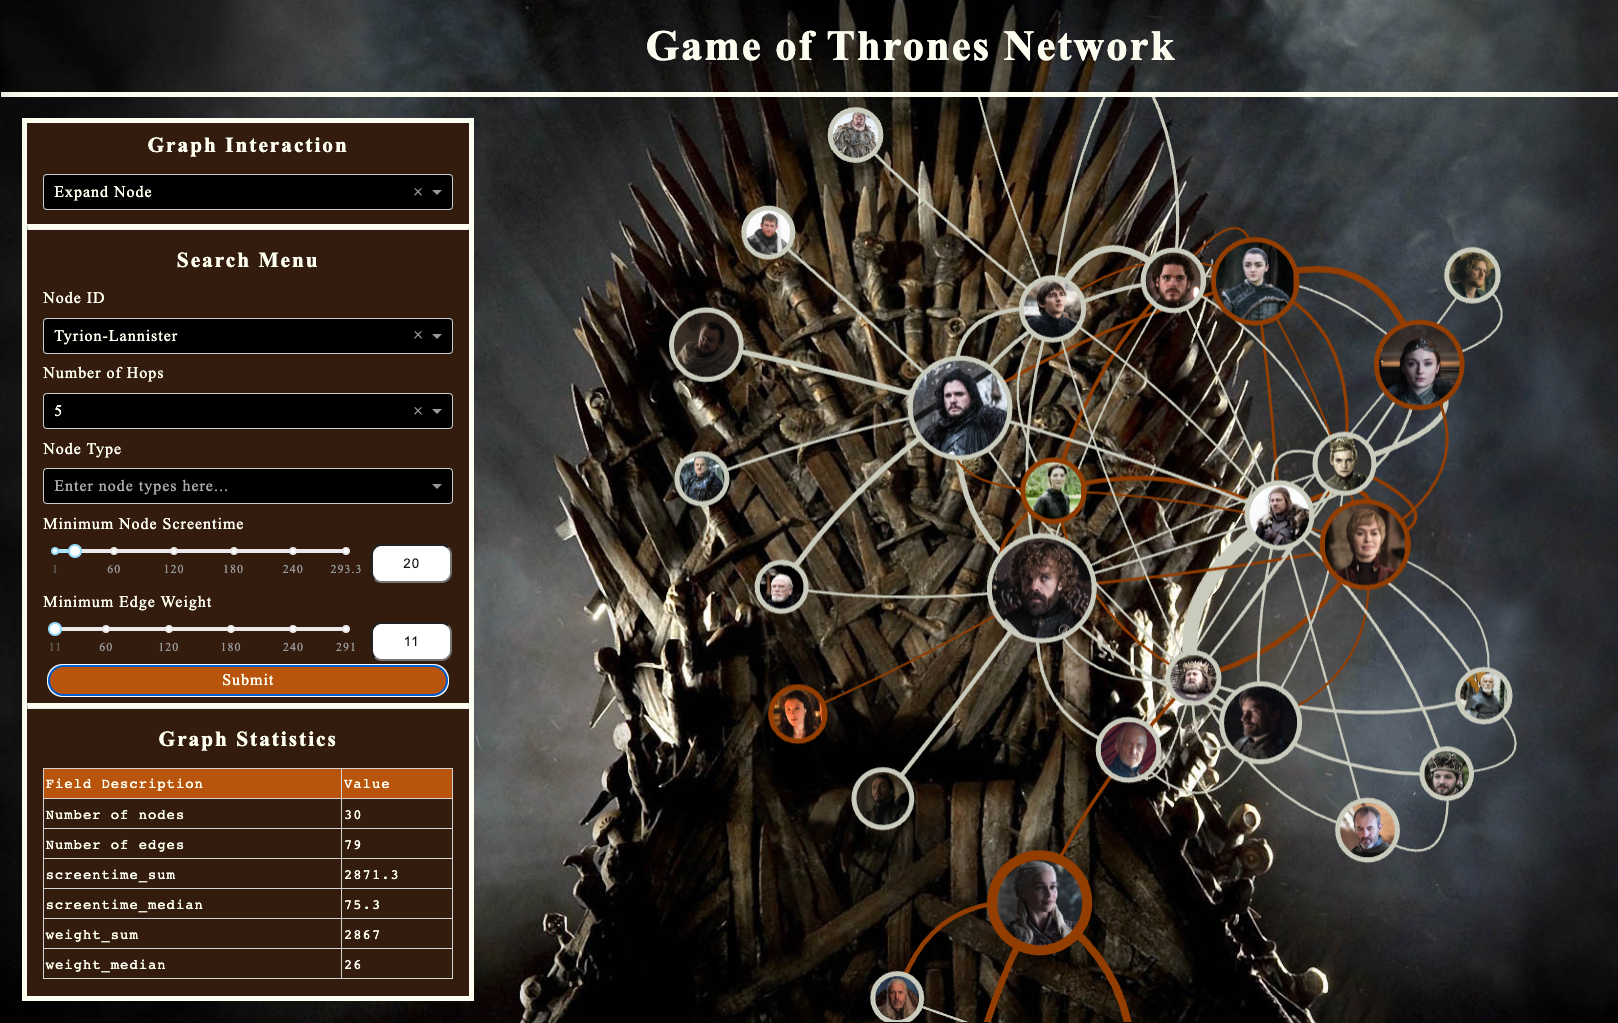 Game of Thrones Network
Graph Interaction
Expand Node ×
Search Menu
Node ID
Tyrion-Lannister ×
Number of Hops
5 ×
Node Type
Enter node types here...
Minimum Node Screentime
20
1 60 120 180 240 293.3
Minimum Edge Weight
11
11 60 120 180 240 291
Submit
Graph Statistics
Field Description Value
Number of nodes 30
Number of edges 79
screentime_sum 2871.3
screentime_median 75.3
weight_sum 2867
weight_median 26